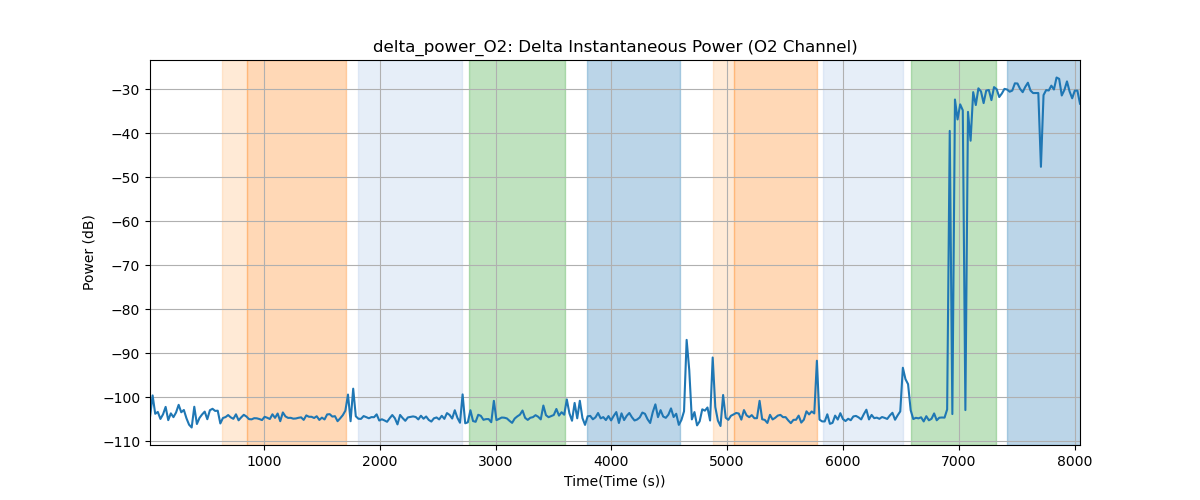 delta_power_O2: Delta Instantaneous Power (O2 Channel)
Power (dB)
−30
−40
−50
−60
−70
−80
−90
−100
−110
1000 2000 3000 4000 5000 6000 7000 8000
Time(Time (s))